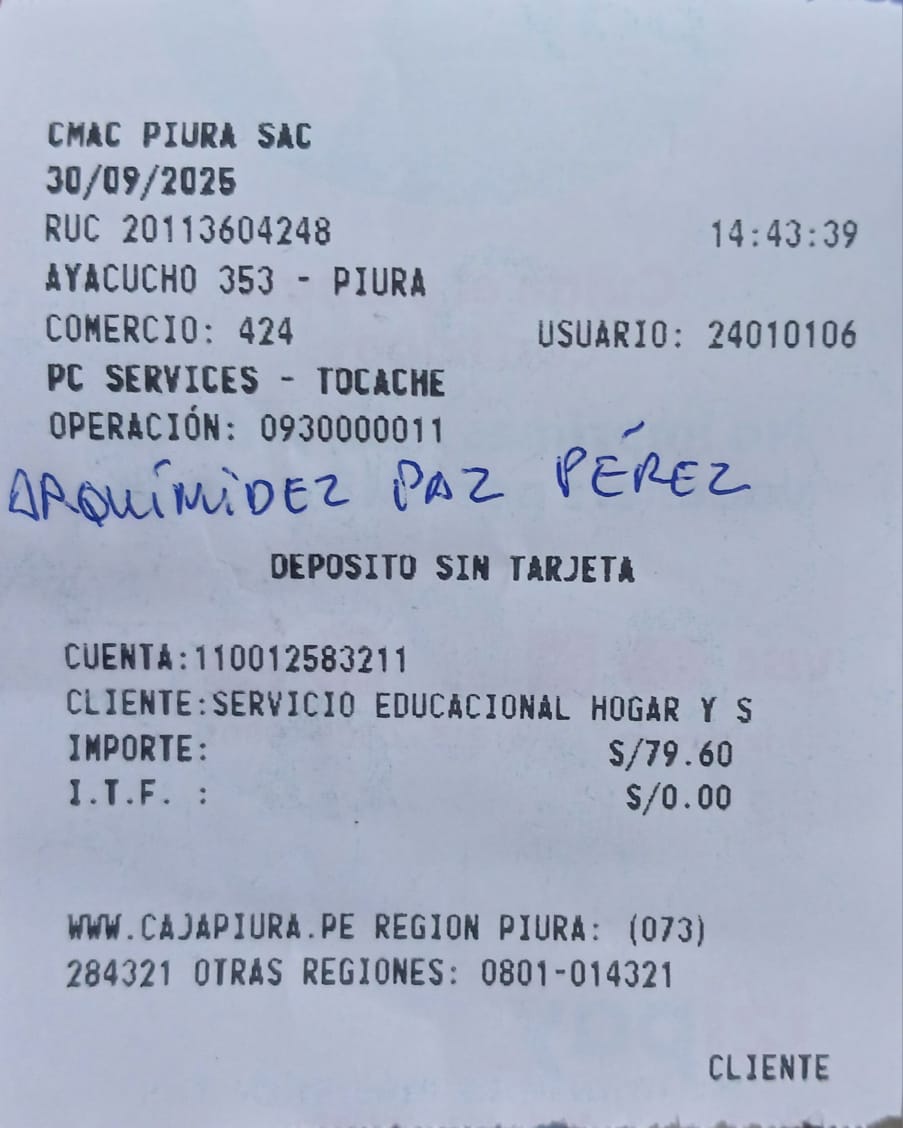 CMAC PIURA SAC
30/09/2025
RUC 20113604248 14:43:39
AYACUCHO 353 - PIURA
COMERCIO: 424 USUARIO: 24010106
PC SERVICES - TOCACHE
OPERACIÓN: 0930000011
ARQUÍMIDEZ PAZ PÉREZ
DEPOSITO SIN TARJETA
CUENTA:110012583211
CLIENTE:SERVICIO EDUCACIONAL HOGAR Y S
IMPORTE: S/79.60
I.T.F. : S/0.00
WWW.CAJAPIURA.PE REGION PIURA: (073)
284321 OTRAS REGIONES: 0801-014321
CLIENTE